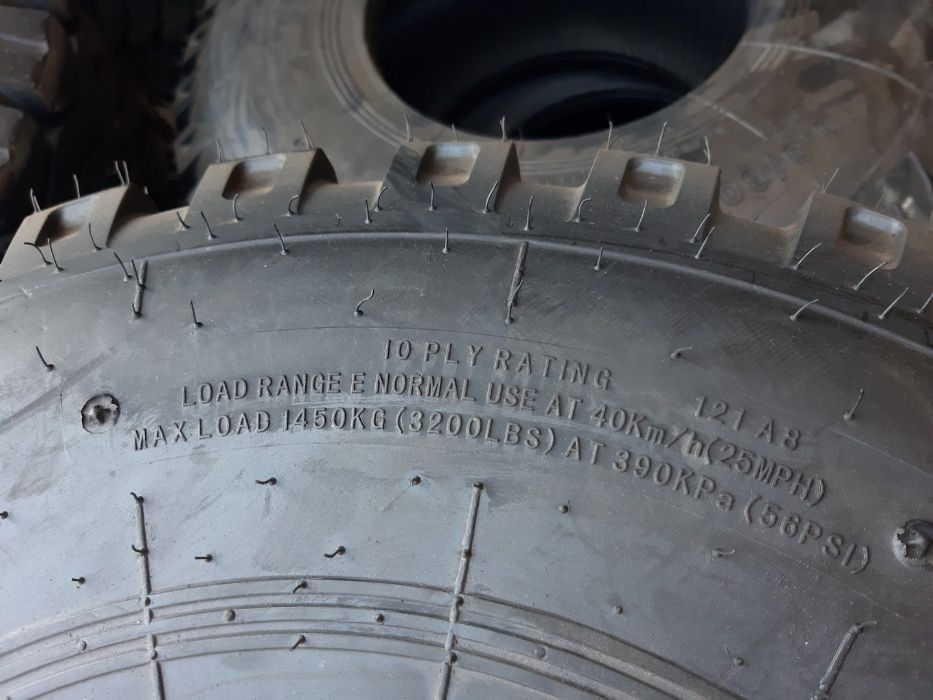 10 PLY RATING
LOAD RANGE E NORMAL USE AT 40Km/h(25MPH)
121 A8
MAX LOAD 1450KG (3200LBS) AT 390KPa (56PSI)